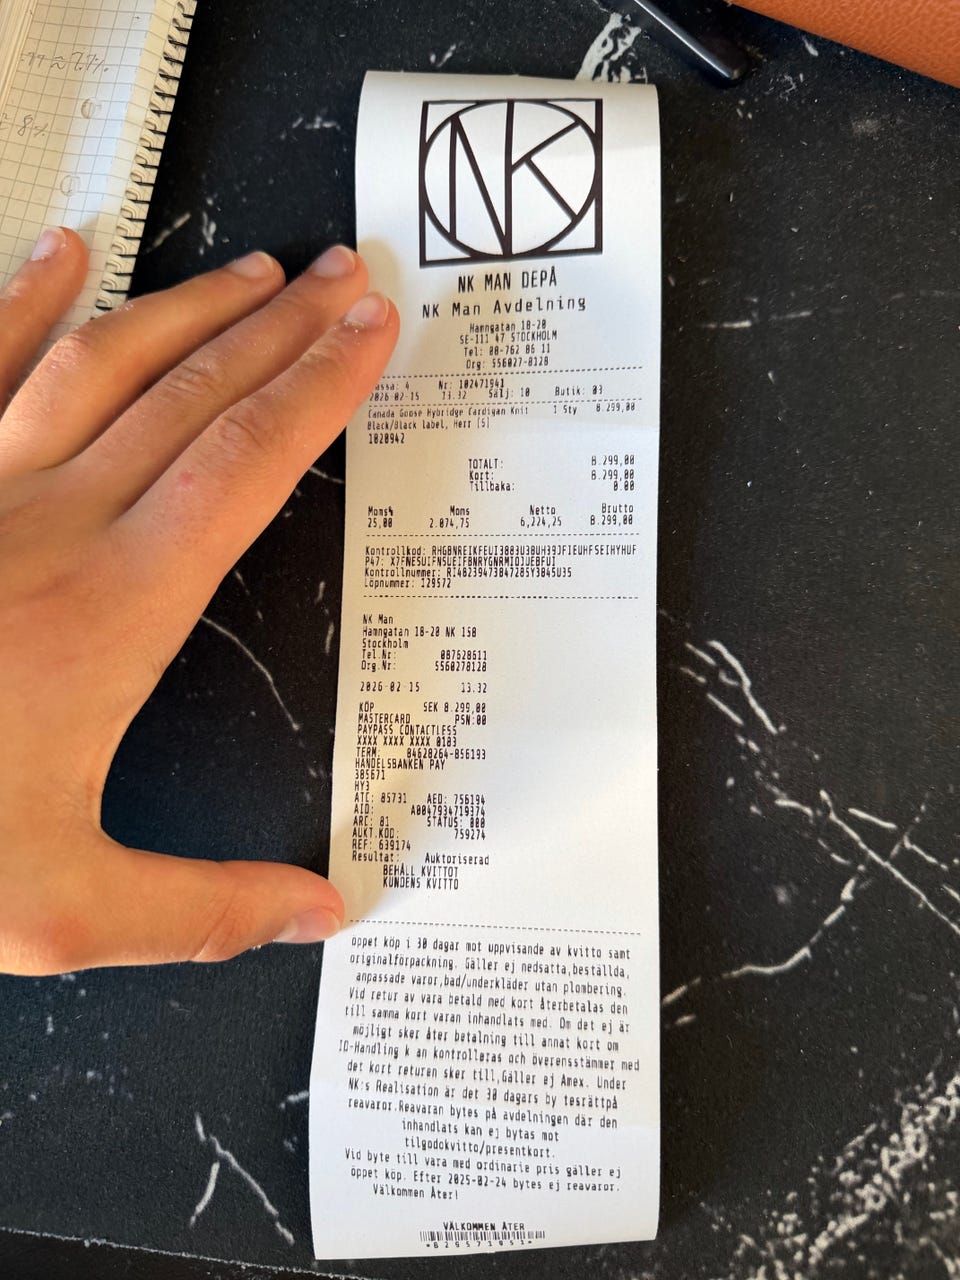 NK
NK MAN DEPÅ
NK Man Avdelning
Hamngatan 18-20
SE-111 47 STOCKHOLM
Tel: 08-762 86 11
Org: 556027-8128
assa: 4 Nr: 102471941
2026-02-15 13.32 Sälj: 10 Butik: 03
Canada Goose Hybridge Cardigan Knit 1 Sty 8.299,00
Black/Black label, Herr [S]
1020942
TOTALT: 8.299,00
Kort: 8.299,00
Tillbaka: 0.00
Moms% Moms Netto Brutto
25,00 2.074,75 6,224,25 8.299,00
Kontrollkod:
P47:
Kontrollnummer:
Löpnummer: 129572
NK Man
Hamngatan 18-20 NK 150
Stockholm
Tel.Nr: 087628611
Org.Nr: 5560278128
2026-02-15 13.32
KÖP SEK 8.299,00
MASTERCARD PSN:00
PAYPASS CONTACTLESS
XXXX XXXX XXXX 0103
TERM: 84628264-856193
HANDELSBANKEN PAY
385671
HY3
ATC: 85731 AED: 756194
AID: A0047934719374
ARC: 01 STATUS: 000
AUKT.KOD: 759274
REF: 639174
Resultat: Auktoriserad
BEHÅLL KVITTOT
KUNDENS KVITTO
öppet köp i 30 dagar mot uppvisande av kvitto samt
originalförpackning. Gäller ej nedsatta,beställda,
anpassade varor,bad/underkläder utan plombering.
Vid retur av vara betald med kort återbetalas den
till samma kort varan inhandlats med. Om det ej är
möjligt sker åter betalning till annat kort om
ID-Handling k an kontrolleras och överensstämmer med
det kort returen sker till,Gäller ej Amex. Under
NK:s Realisation är det 30 dagars by tesrättpå
reavaror.Reavaran bytes på avdelningen där den
inhandlats kan ej bytas mot
tilgodokvitto/presentkort.
Vid byte till vara med ordinarie pris gäller ej
öppet köp. Efter 2025-02-24 bytes ej reavaror.
Välkommen Åter!
VÄLKOMMEN ÅTER